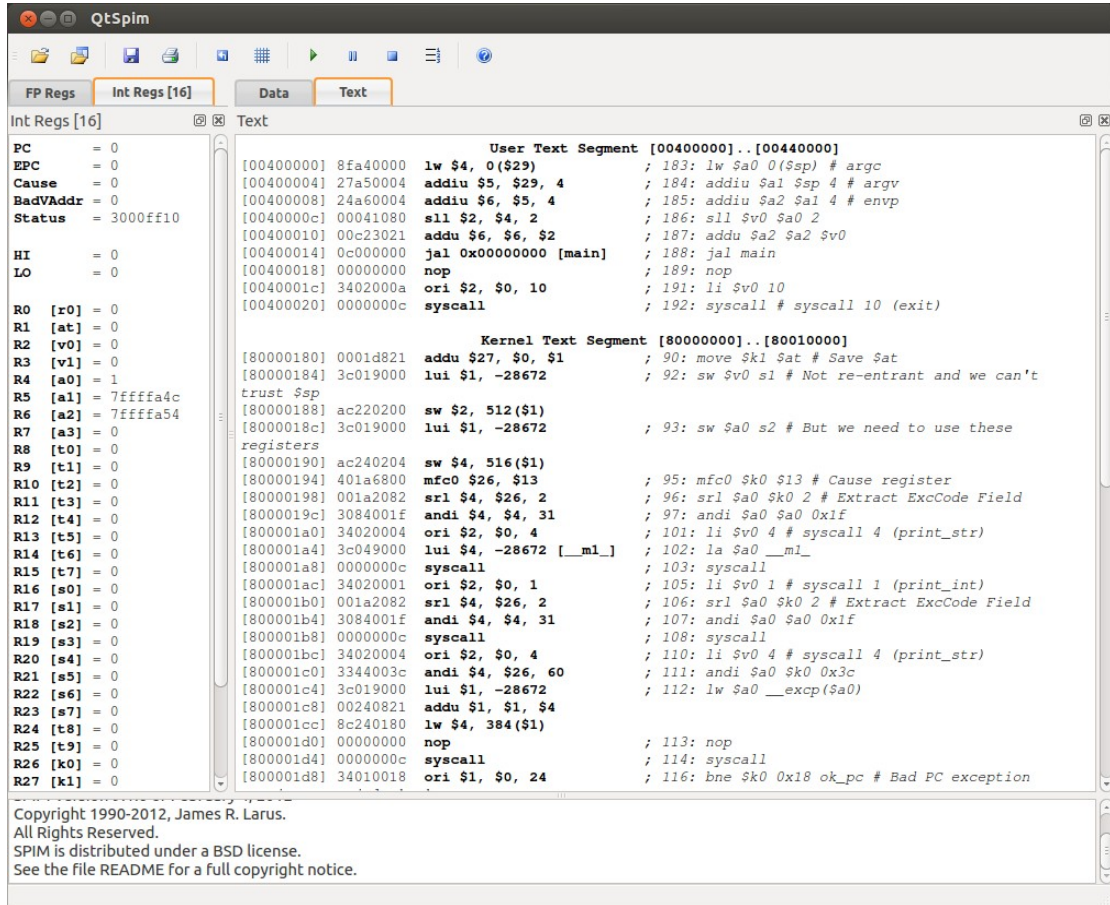 QtSpim
FP Regs
Int Regs [16]
Data
Text
Int Regs [16]
Text
PC = 0
EPC = 0
Cause = 0
BadVAddr = 0
Status = 3000ff10
HI = 0
LO = 0
R0 [r0] = 0
R1 [at] = 0
R2 [v0] = 0
R3 [v1] = 0
R4 [a0] = 1
R5 [a1] = 7ffffa4c
R6 [a2] = 7ffffa54
R7 [a3] = 0
R8 [t0] = 0
R9 [t1] = 0
R10 [t2] = 0
R11 [t3] = 0
R12 [t4] = 0
R13 [t5] = 0
R14 [t6] = 0
R15 [t7] = 0
R16 [s0] = 0
R17 [s1] = 0
R18 [s2] = 0
R19 [s3] = 0
R20 [s4] = 0
R21 [s5] = 0
R22 [s6] = 0
R23 [s7] = 0
R24 [t8] = 0
R25 [t9] = 0
R26 [k0] = 0
R27 [k1] = 0
User Text Segment [00400000]..[00440000]
[00400000] 8fa40000 lw $4, 0($29) ; 183: lw $a0 0($sp) # argc
[00400004] 27a50004 addiu $5, $29, 4 ; 184: addiu $a1 $sp 4 # argv
[00400008] 24a60004 addiu $6, $5, 4 ; 185: addiu $a2 $a1 4 # envp
[0040000c] 00041080 sll $2, $4, 2 ; 186: sll $v0 $a0 2
[00400010] 00c23021 addu $6, $6, $2 ; 187: addu $a2 $a2 $v0
[00400014] 0c000000 jal 0x00000000 [main] ; 188: jal main
[00400018] 00000000 nop ; 189: nop
[0040001c] 3402000a ori $2, $0, 10 ; 191: li $v0 10
[00400020] 0000000c syscall ; 192: syscall # syscall 10 (exit)
Kernel Text Segment [80000000]..[80010000]
[80000180] 0001d821 addu $27, $0, $1 ; 90: move $k1 $at # Save $at
[80000184] 3c019000 lui $1, -28672 ; 92: sw $v0 s1 # Not re-entrant and we can't
trust $sp
[80000188] ac220200 sw $2, 512($1)
[8000018c] 3c019000 lui $1, -28672 ; 93: sw $a0 s2 # But we need to use these
registers
[80000190] ac240204 sw $4, 516($1)
[80000194] 401a6800 mfc0 $26, $13 ; 95: mfc0 $k0 $13 # Cause register
[80000198] 001a2082 srl $4, $26, 2 ; 96: srl $a0 $k0 2 # Extract ExcCode Field
[8000019c] 3084001f andi $4, $4, 31 ; 97: andi $a0 $a0 0x1f
[800001a0] 34020004 ori $2, $0, 4 ; 101: li $v0 4 # syscall 4 (print_str)
[800001a4] 3c049000 lui $4, -28672 [__m1_] ; 102: la $a0 __m1_
[800001a8] 0000000c syscall ; 103: syscall
[800001ac] 34020001 ori $2, $0, 1 ; 105: li $v0 1 # syscall 1 (print_int)
[800001b0] 001a2082 srl $4, $26, 2 ; 106: srl $a0 $k0 2 # Extract ExcCode Field
[800001b4] 3084001f andi $4, $4, 31 ; 107: andi $a0 $a0 0x1f
[800001b8] 0000000c syscall ; 108: syscall
[800001bc] 34020004 ori $2, $0, 4 ; 110: li $v0 4 # syscall 4 (print_str)
[800001c0] 3344003c andi $4, $26, 60 ; 111: andi $a0 $k0 0x3c
[800001c4] 3c019000 lui $1, -28672 ; 112: lw $a0 __excp($a0)
[800001c8] 00240821 addu $1, $1, $4
[800001cc] 8c240180 lw $4, 384($1)
[800001d0] 00000000 nop ; 113: nop
[800001d4] 0000000c syscall ; 114: syscall
[800001d8] 34010018 ori $1, $0, 24 ; 116: bne $k0 0x18 ok_pc # Bad PC exception
Copyright 1990-2012, James R. Larus.
All Rights Reserved.
SPIM is distributed under a BSD license.
See the file README for a full copyright notice.